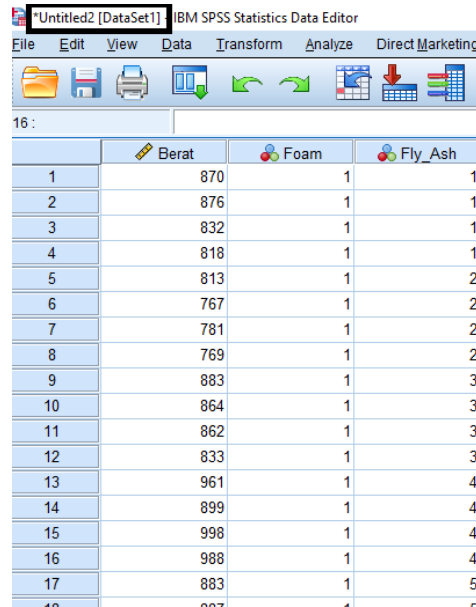 *Untitled2 [DataSet1] - IBM SPSS Statistics Data Editor
File Edit View Data Transform Analyze Direct Marketing
16 :
Berat Foam Fly_Ash
1 870 1 1
2 876 1 1
3 832 1 1
4 818 1 1
5 813 1 2
6 767 1 2
7 781 1 2
8 769 1 2
9 883 1 3
10 864 1 3
11 862 1 3
12 833 1 3
13 961 1 4
14 899 1 4
15 998 1 4
16 988 1 4
17 883 1 5